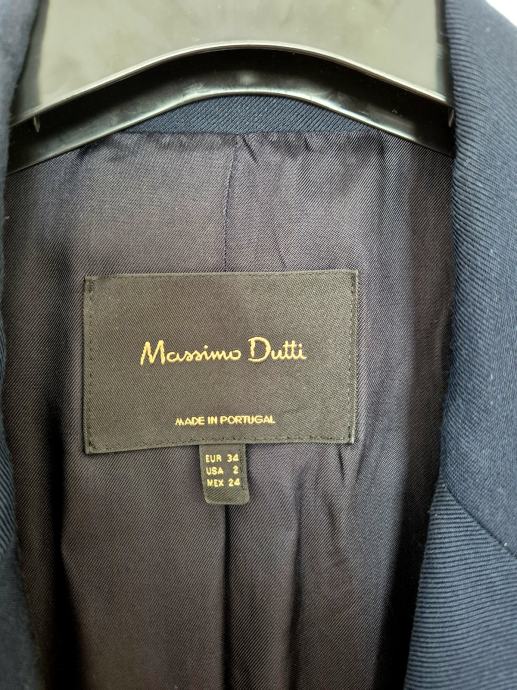 Massimo Dutti
MADE IN PORTUGAL
EUR 34
USA 2
MEX 24